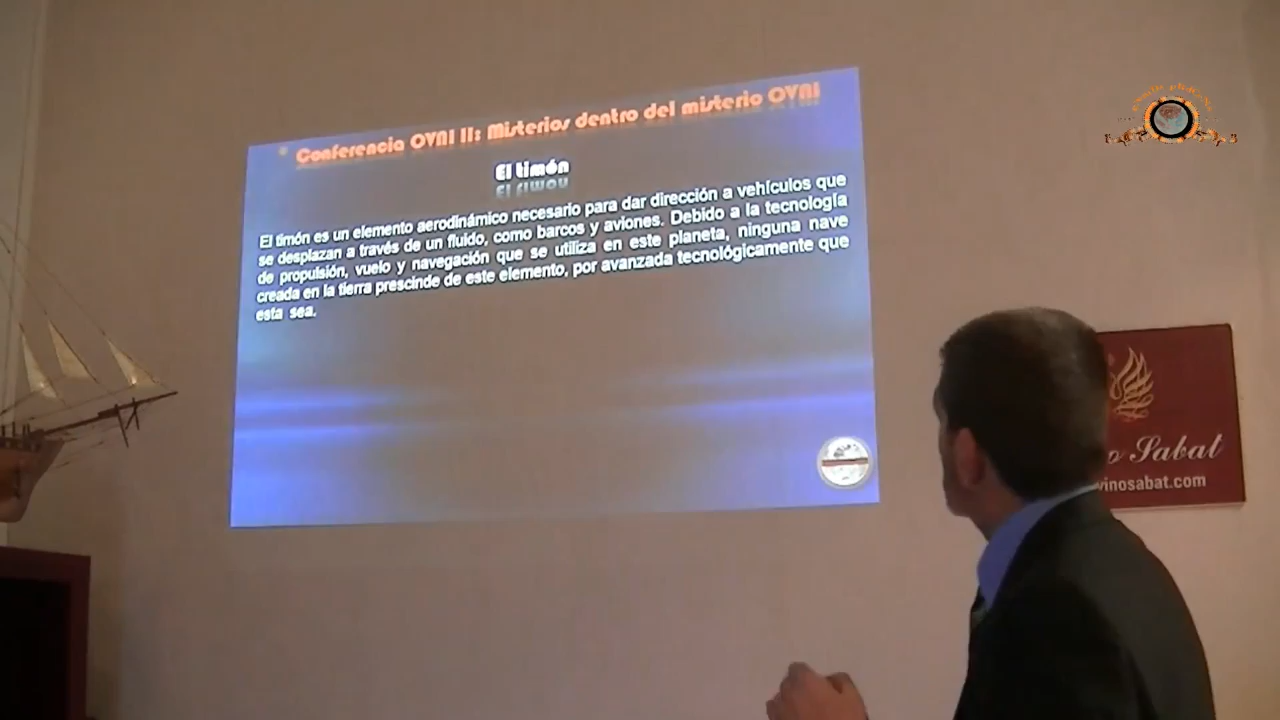 Conferencia OVNI II: Misterios dentro del misterio OVNI
El timón
El timón es un elemento aerodinámico necesario para dar dirección a vehículos que
se desplazan a través de un fluido, como barcos y aviones. Debido a la tecnología
de propulsión, vuelo y navegación que se utiliza en este planeta, ninguna nave
creada en la tierra prescinde de este elemento, por avanzada tecnológicamente que
esta sea.
o Sabat
vinosabat.com